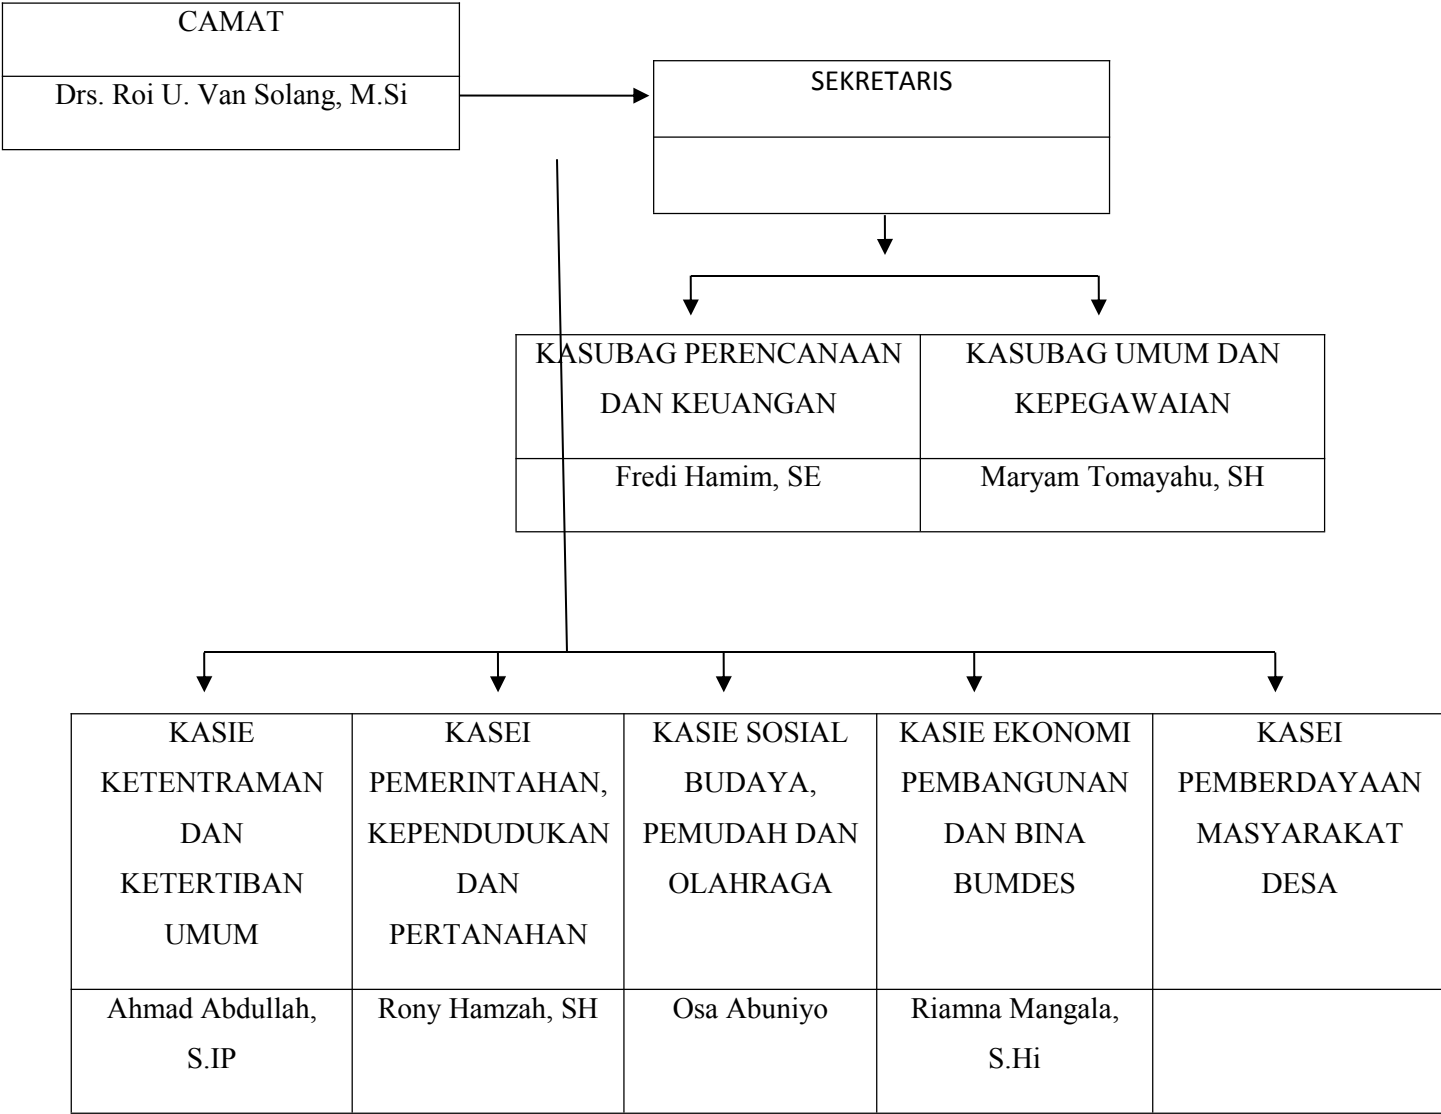 CAMAT
Drs. Roi U. Van Solang, M.Si
SEKRETARIS
KASUBAG PERENCANAAN
DAN KEUANGAN
KASUBAG UMUM DAN
KEPEGAWAIAN
Fredi Hamim, SE
Maryam Tomayahu, SH
KASIE
KETENTRAMAN
DAN
KETERTIBAN
UMUM
KASEI
PEMERINTAHAN,
KEPENDUDUKAN
DAN
PERTANAHAN
KASIE SOSIAL
BUDAYA,
PEMUDAH DAN
OLAHRAGA
KASIE EKONOMI
PEMBANGUNAN
DAN BINA
BUMDES
KASEI
PEMBERDAYAAN
MASYARAKAT
DESA
Ahmad Abdullah,
S.IP
Rony Hamzah, SH
Osa Abuniyo
Riamna Mangala,
S.Hi